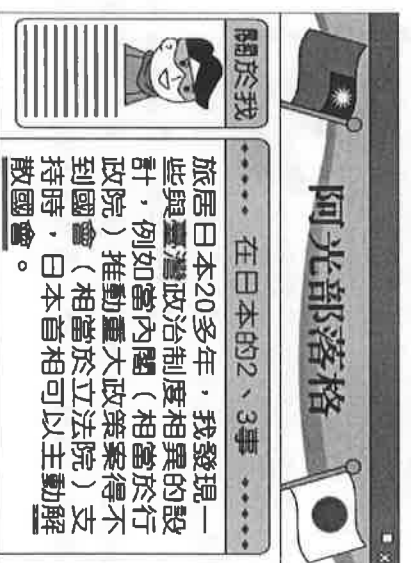 阿光部落格
關於我
在日本的2、3事
旅居日本20多年，我發現一
些與臺灣政治制度相異的設
計，例如當內閣（相當於行
政院）推動重大政策案得不
到國會（相當於立法院）支
持時，日本首相可以主動解
散國會。